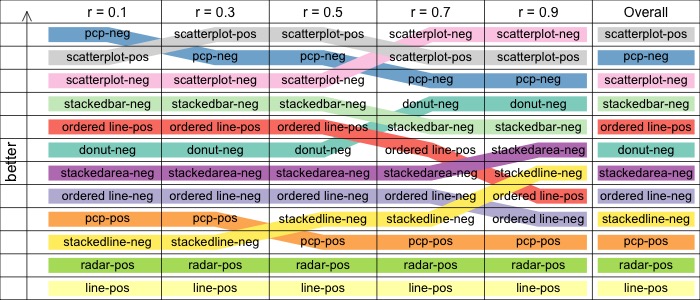 r = 0.1 r = 0.3 r = 0.5 r = 0.7 r = 0.9 Overall
pcp-neg scatterplot-pos scatterplot-pos scatterplot-neg scatterplot-neg scatterplot-pos
scatterplot-pos pcp-neg pcp-neg scatterplot-pos scatterplot-pos pcp-neg
scatterplot-neg scatterplot-neg scatterplot-neg pcp-neg pcp-neg scatterplot-neg
stackedbar-neg stackedbar-neg stackedbar-neg donut-neg donut-neg stackedbar-neg
ordered line-pos ordered line-pos ordered line-pos stackedbar-neg stackedbar-neg ordered line-pos
donut-neg donut-neg donut-neg ordered line-pos stackedarea-neg donut-neg
stackedarea-neg stackedarea-neg stackedarea-neg stackedarea-neg stackedline-neg stackedarea-neg
ordered line-neg ordered line-neg ordered line-neg ordered line-neg ordered line-pos ordered line-neg
pcp-pos pcp-pos stackedline-neg stackedline-neg ordered line-neg stackedline-neg
stackedline-neg stackedline-neg pcp-pos pcp-pos pcp-pos pcp-pos
radar-pos radar-pos radar-pos radar-pos radar-pos radar-pos
line-pos line-pos line-pos line-pos line-pos line-pos
better